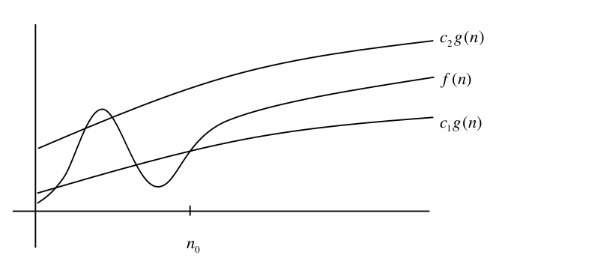 c₂g(n)
f(n)
c₁g(n)
n₀